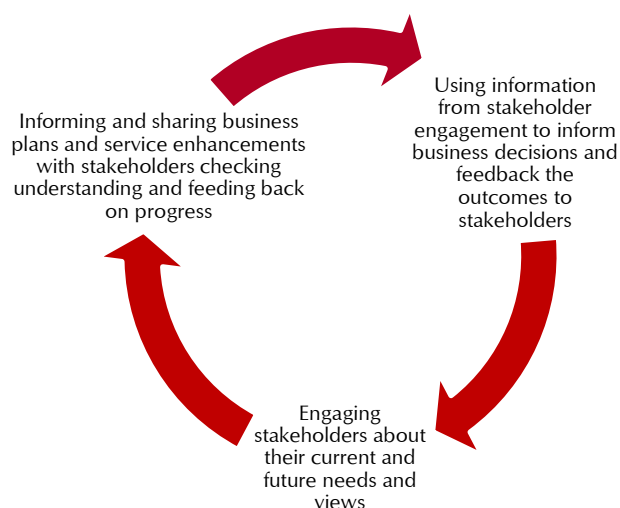 Informing and sharing business
plans and service enhancements
with stakeholders checking
understanding and feeding back
on progress
Using information
from stakeholder
engagement to inform
business decisions and
feedback the
outcomes to
stakeholders
Engaging
stakeholders about
their current and
future needs and
views